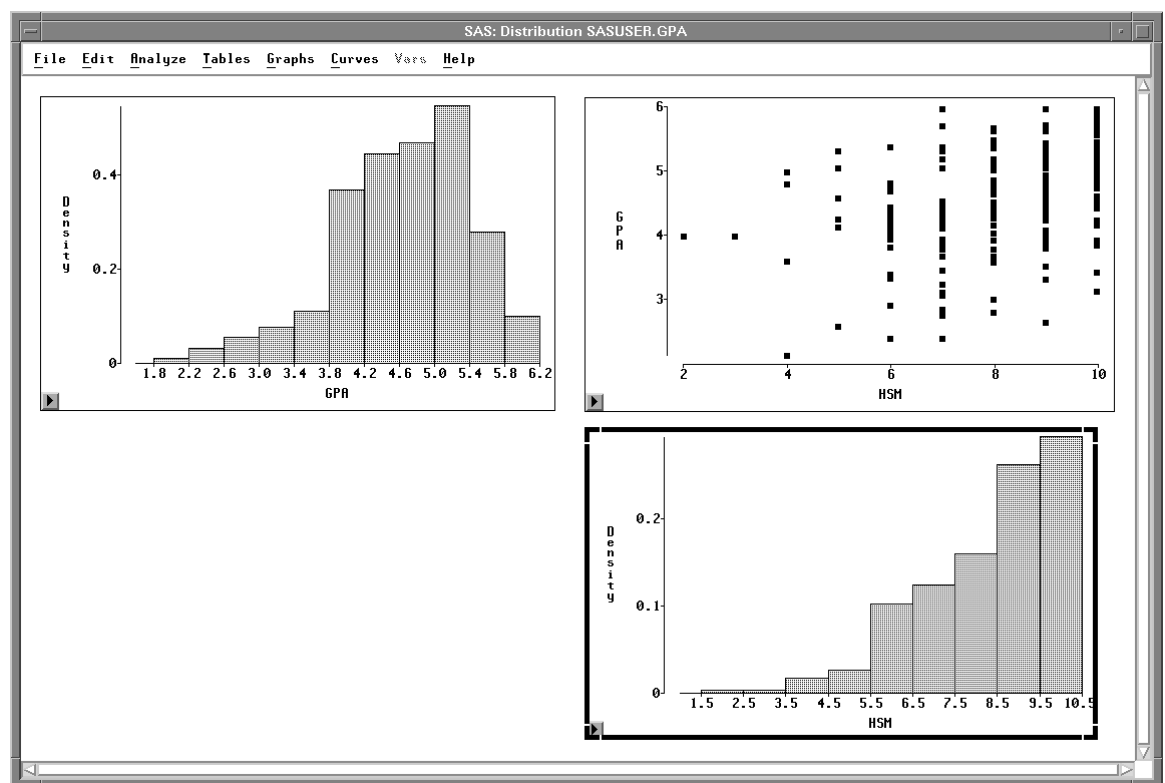 SAS: Distribution SASUSER.GPA
File Edit Analyze Tables Graphs Curves Vars Help
Density
0.4
0.2
0
1.8 2.2 2.6 3.0 3.4 3.8 4.2 4.6 5.0 5.4 5.8 6.2
GPA
GPA
6
5
4
3
2 4 6 8 10
HSM
Density
0.2
0.1
0
1.5 2.5 3.5 4.5 5.5 6.5 7.5 8.5 9.5 10.5
HSM